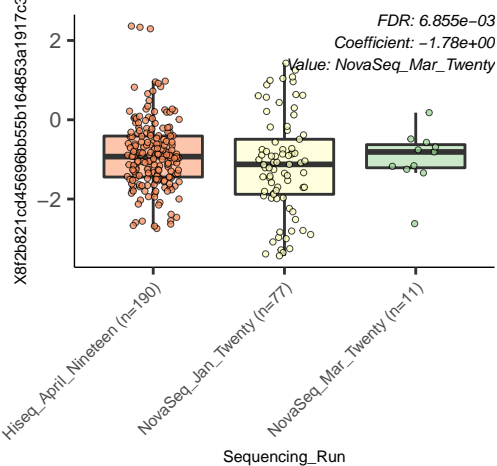 FDR: 6.855e−03
Coefficient: −1.78e+00
Value: NovaSeq_Mar_Twenty
2
0
−2
Hiseq_April_Nineteen (n=190)
NovaSeq_Jan_Twenty (n=77)
NovaSeq_Mar_Twenty (n=11)
Sequencing_Run